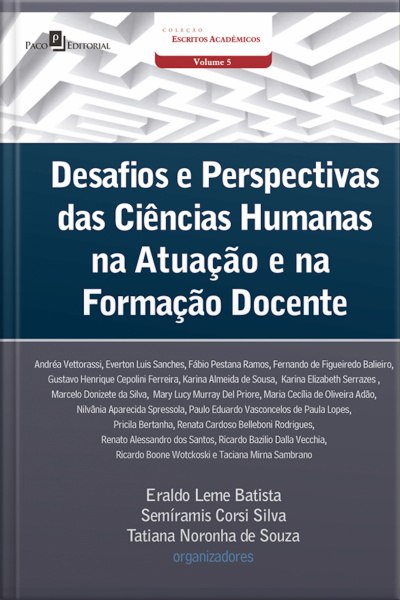 COLEÇÃO
ESCRITOS ACADÊMICOS
PACO EDITORIAL
Volume 5
Desafios e Perspectivas
das Ciências Humanas
na Atuação e na
Formação Docente
Andréa Vettorassi, Everton Luis Sanches, Fábio Pestana Ramos, Fernando de Figueiredo Balieiro,
Gustavo Henrique Cepolini Ferreira, Karina Almeida de Sousa, Karina Elizabeth Serrazes ,
Marcelo Donizete da Silva, Mary Lucy Murray Del Priore, Maria Cecília de Oliveira Adão,
Nilvânia Aparecida Spressola, Paulo Eduardo Vasconcelos de Paula Lopes,
Pricila Bertanha, Renata Cardoso Belleboni Rodrigues,
Renato Alessandro dos Santos, Ricardo Bazilio Dalla Vecchia,
Ricardo Boone Wotckoski e Taciana Mirna Sambrano
Eraldo Leme Batista
Semíramis Corsi Silva
Tatiana Noronha de Souza
organizadores